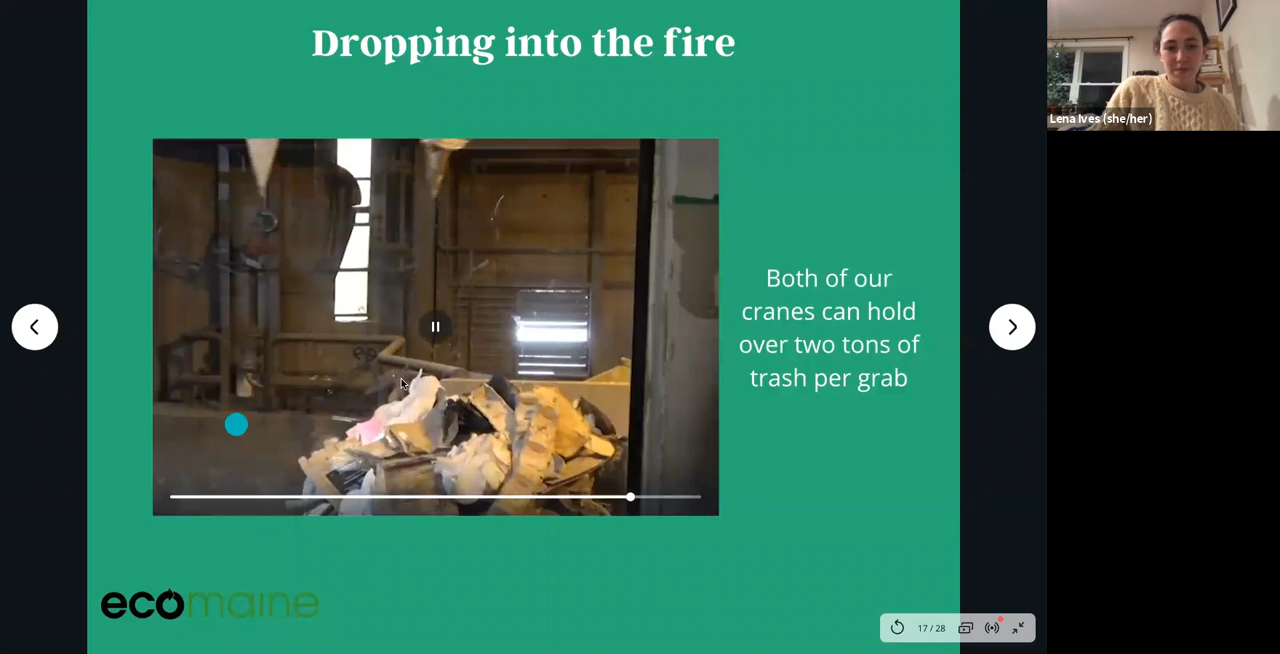 Dropping into the fire
Lena Ives (she/her)
Both of our
cranes can hold
over two tons of
trash per grab
ecomaine
17 / 28